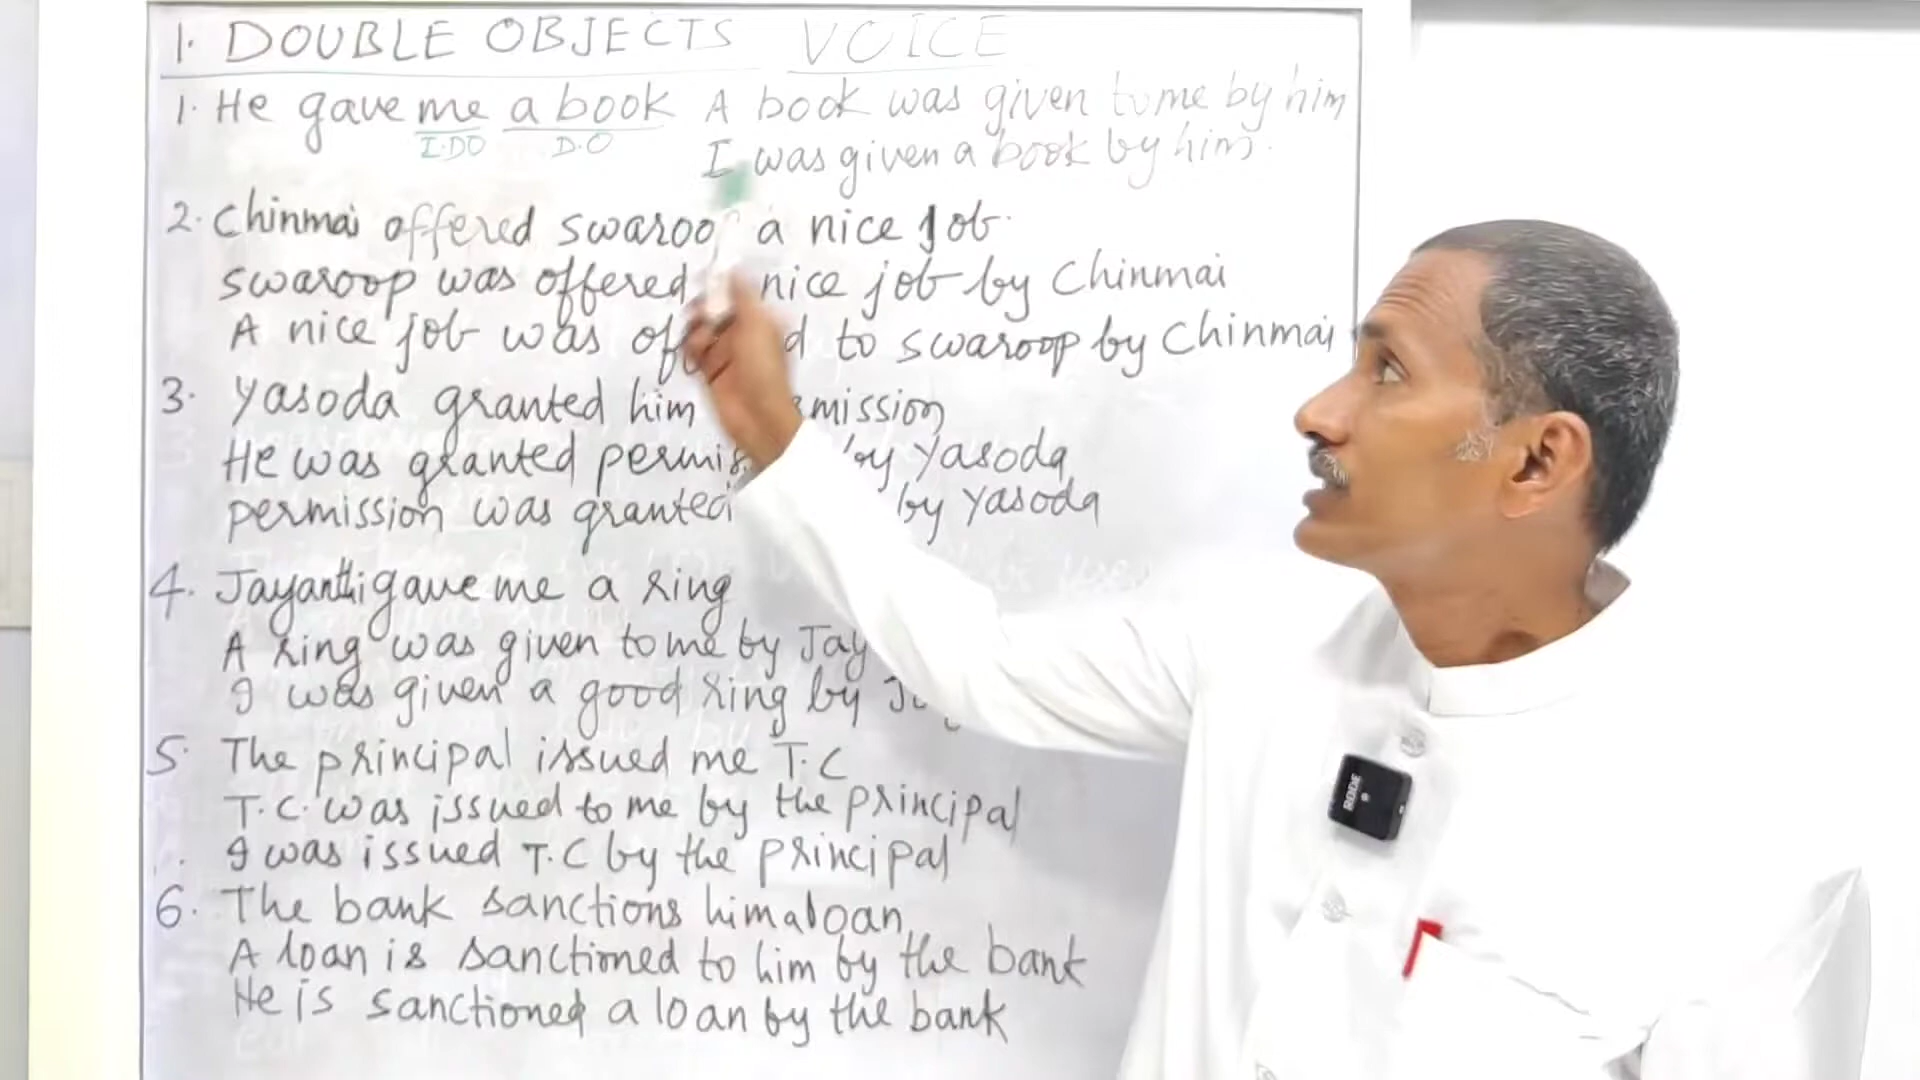 1. DOUBLE OBJECTS VOICE
1. He gave me a book A book was given to me by him
I.DO D.O
I was given a book by him.
2. Chinmai offered swaroo a nice Job.
swaroop was offered nice job by Chinmai
A nice job was to swaroop by Chinmai
3. Yasoda granted him
He was granted by Yasoda
permission was granted by Yasoda
4. Jayanthi gave me a ring
A ring was given to me by Jay
I was given a good ring by
5. The principal issued me T.C
T.C. was issued to me by the principal
I was issued T.C by the principal
6. The bank sanctions him a loan
A loan is sanctioned to him by the bank
He is sanctioned a loan by the bank
RODE